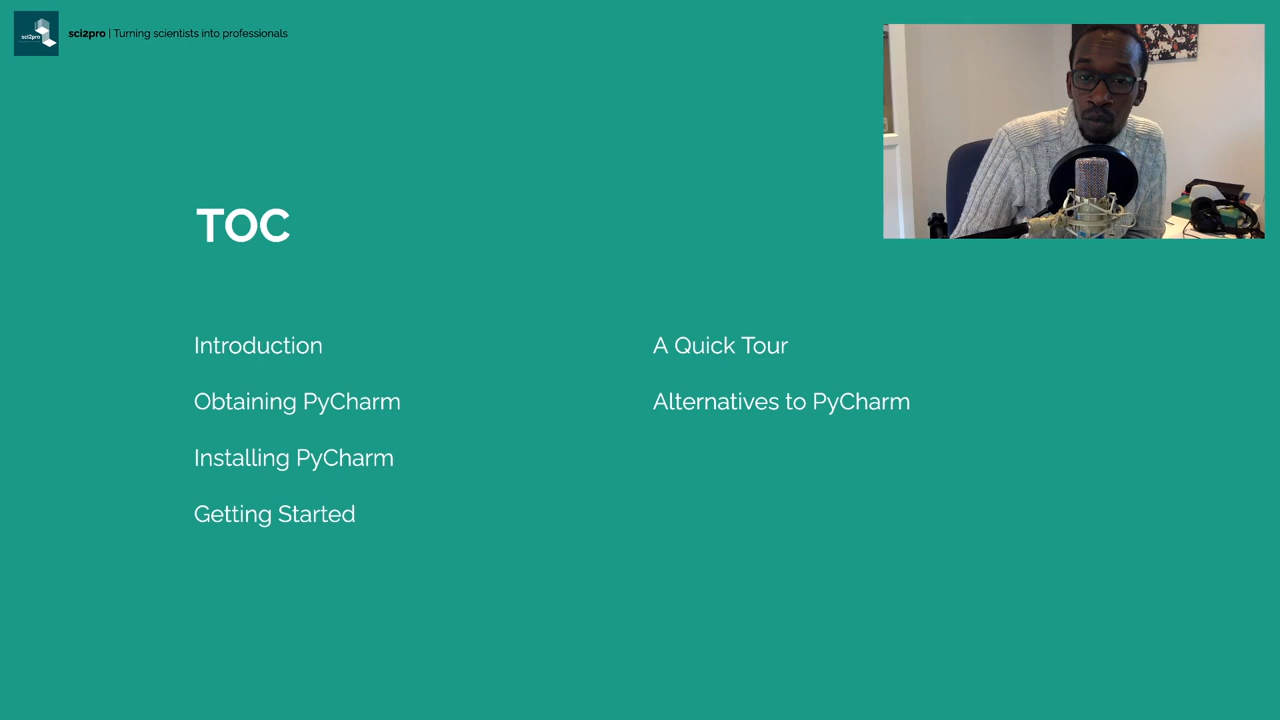 sci2pro
sci2pro | Turning scientists into professionals
TOC
Introduction
Obtaining PyCharm
Installing PyCharm
Getting Started
A Quick Tour
Alternatives to PyCharm